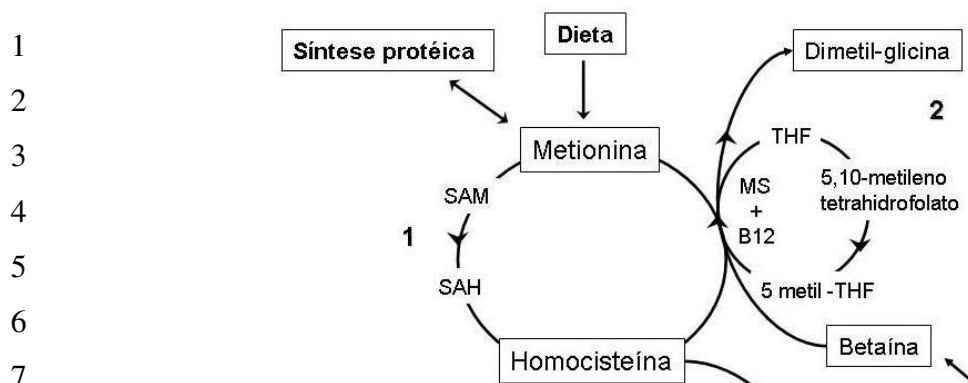 1
2
3
4
5
6
7
Síntese protéica
Dieta
Dimetil-glicina
2
Metionina
THF
5,10-metileno
tetrahidrofolato
MS
+
B12
SAM
1
SAH
5 metil -THF
Homocisteína
Betaína